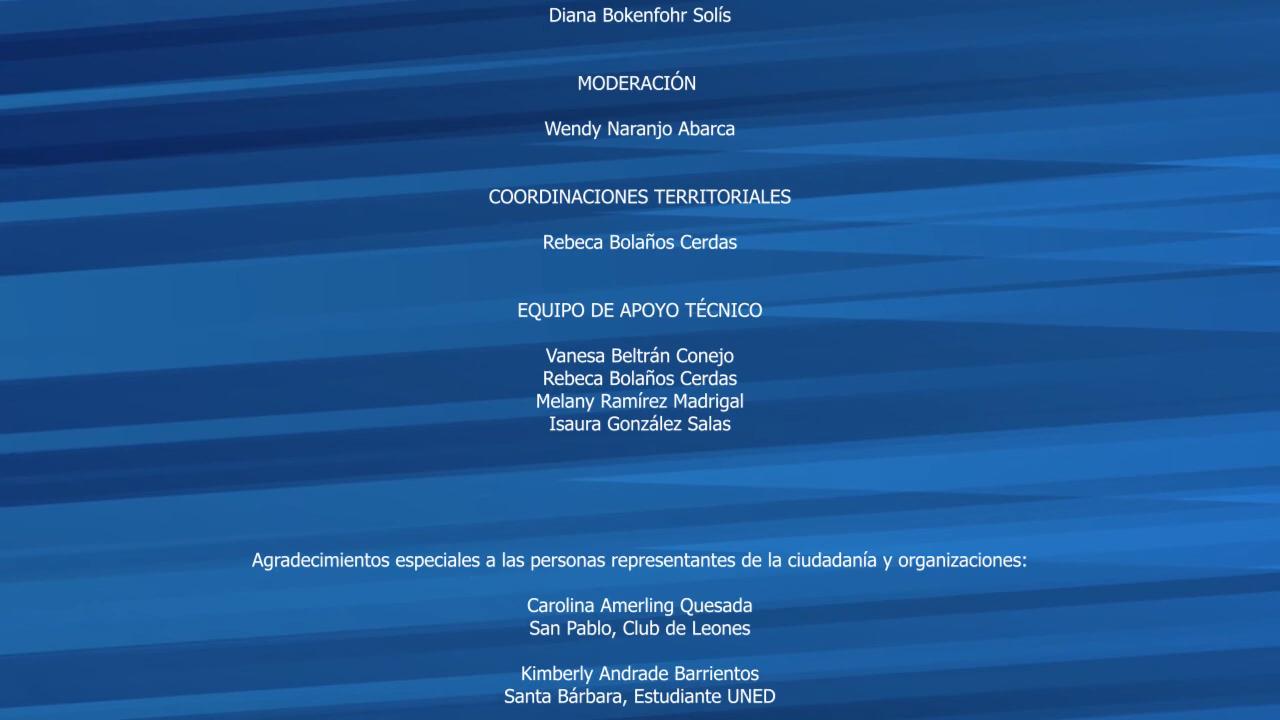 Diana Bokenfohr Solís
MODERACIÓN
Wendy Naranjo Abarca
COORDINACIONES TERRITORIALES
Rebeca Bolaños Cerdas
EQUIPO DE APOYO TÉCNICO
Vanesa Beltrán Conejo
Rebeca Bolaños Cerdas
Melany Ramírez Madrigal
Isaura González Salas
Agradecimientos especiales a las personas representantes de la ciudadanía y organizaciones:
Carolina Amerling Quesada
San Pablo, Club de Leones
Kimberly Andrade Barrientos
Santa Bárbara, Estudiante UNED